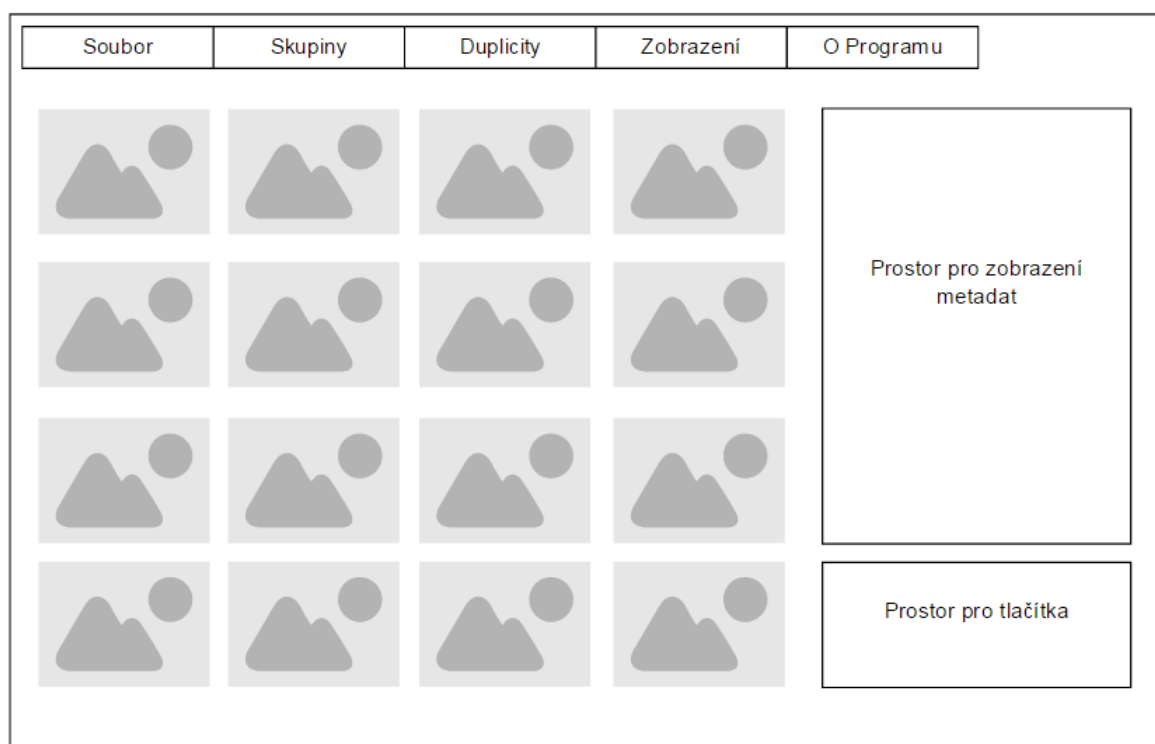 Soubor
Skupiny
Duplicity
Zobrazení
O Programu
Prostor pro zobrazení
metadat
Prostor pro tlačítka